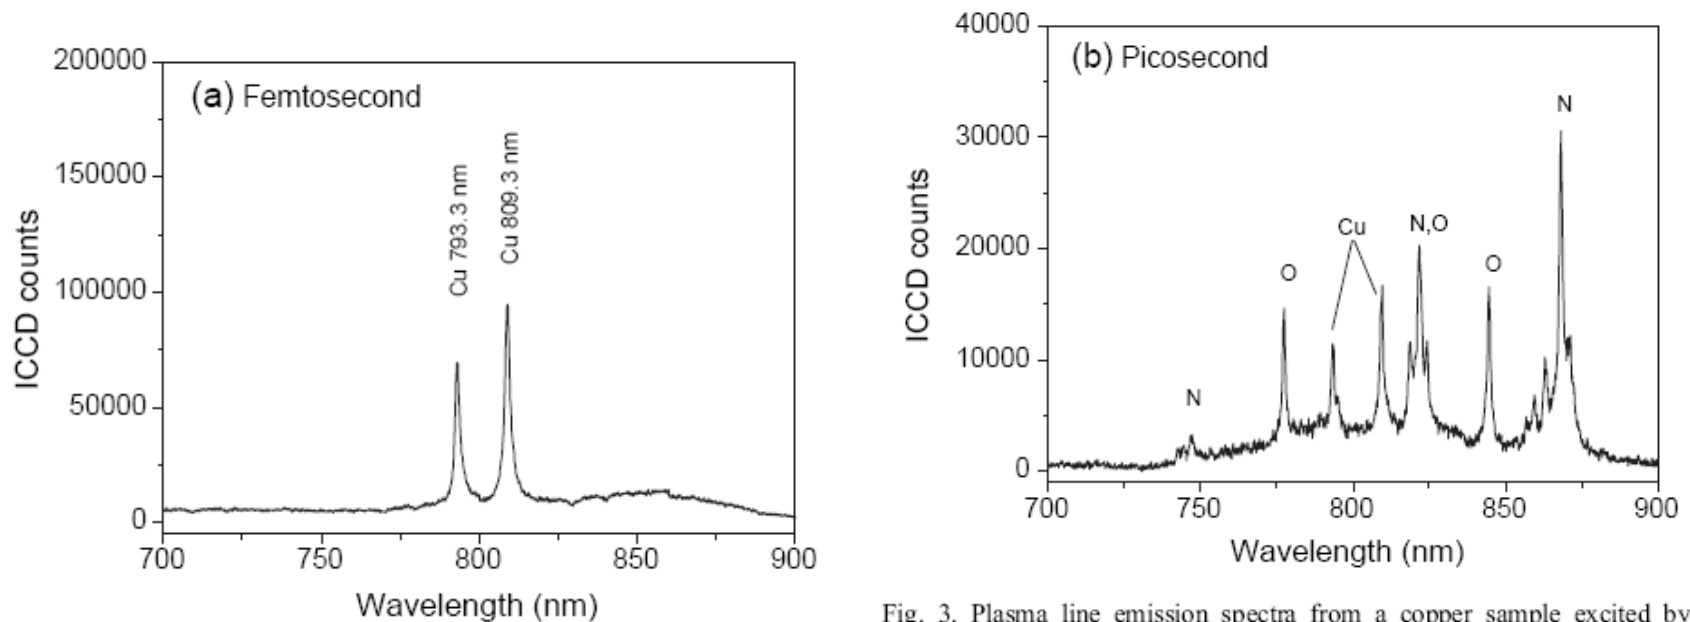 (a) Femtosecond
200000
150000
100000
50000
0
ICCD counts
Cu 793.3 nm
Cu 809.3 nm
700
750
800
850
900
Wavelength (nm)
(b) Picosecond
40000
30000
20000
10000
0
ICCD counts
N
O
Cu
N,O
O
N
700
750
800
850
900
Wavelength (nm)
Fig. 3. Plasma line emission spectra from a copper sample excited by